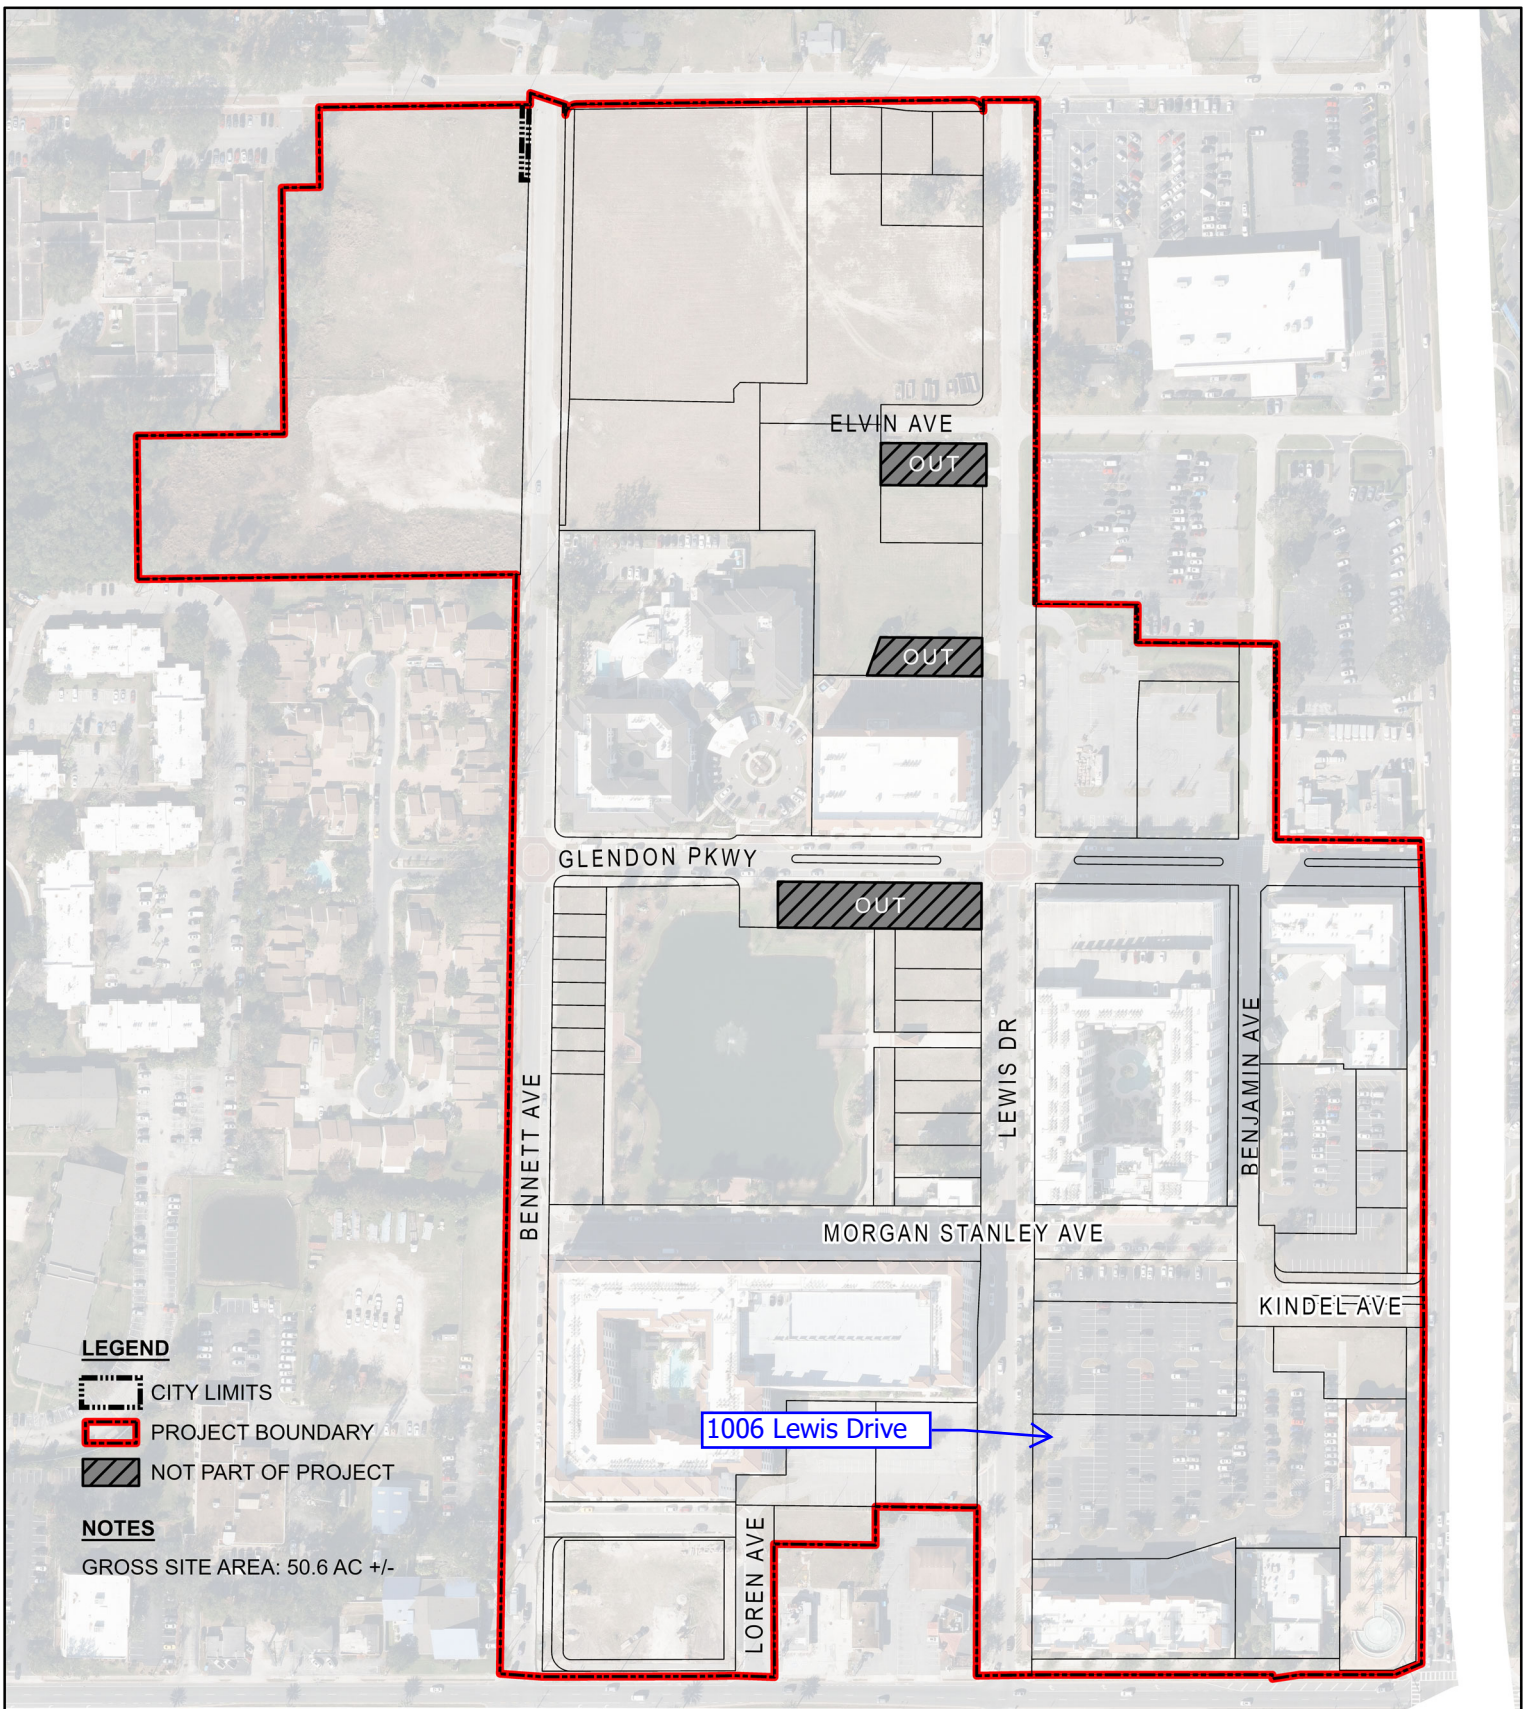 ELVIN AVE
OUT
OUT
GLENDON PKWY
OUT
LEWIS DR
BENJAMIN AVE
BENNETT AVE
MORGAN STANLEY AVE
KINDEL AVE
1006 Lewis Drive
LOREN AVE
LEGEND
CITY LIMITS
PROJECT BOUNDARY
NOT PART OF PROJECT
NOTES
GROSS SITE AREA: 50.6 AC +/-